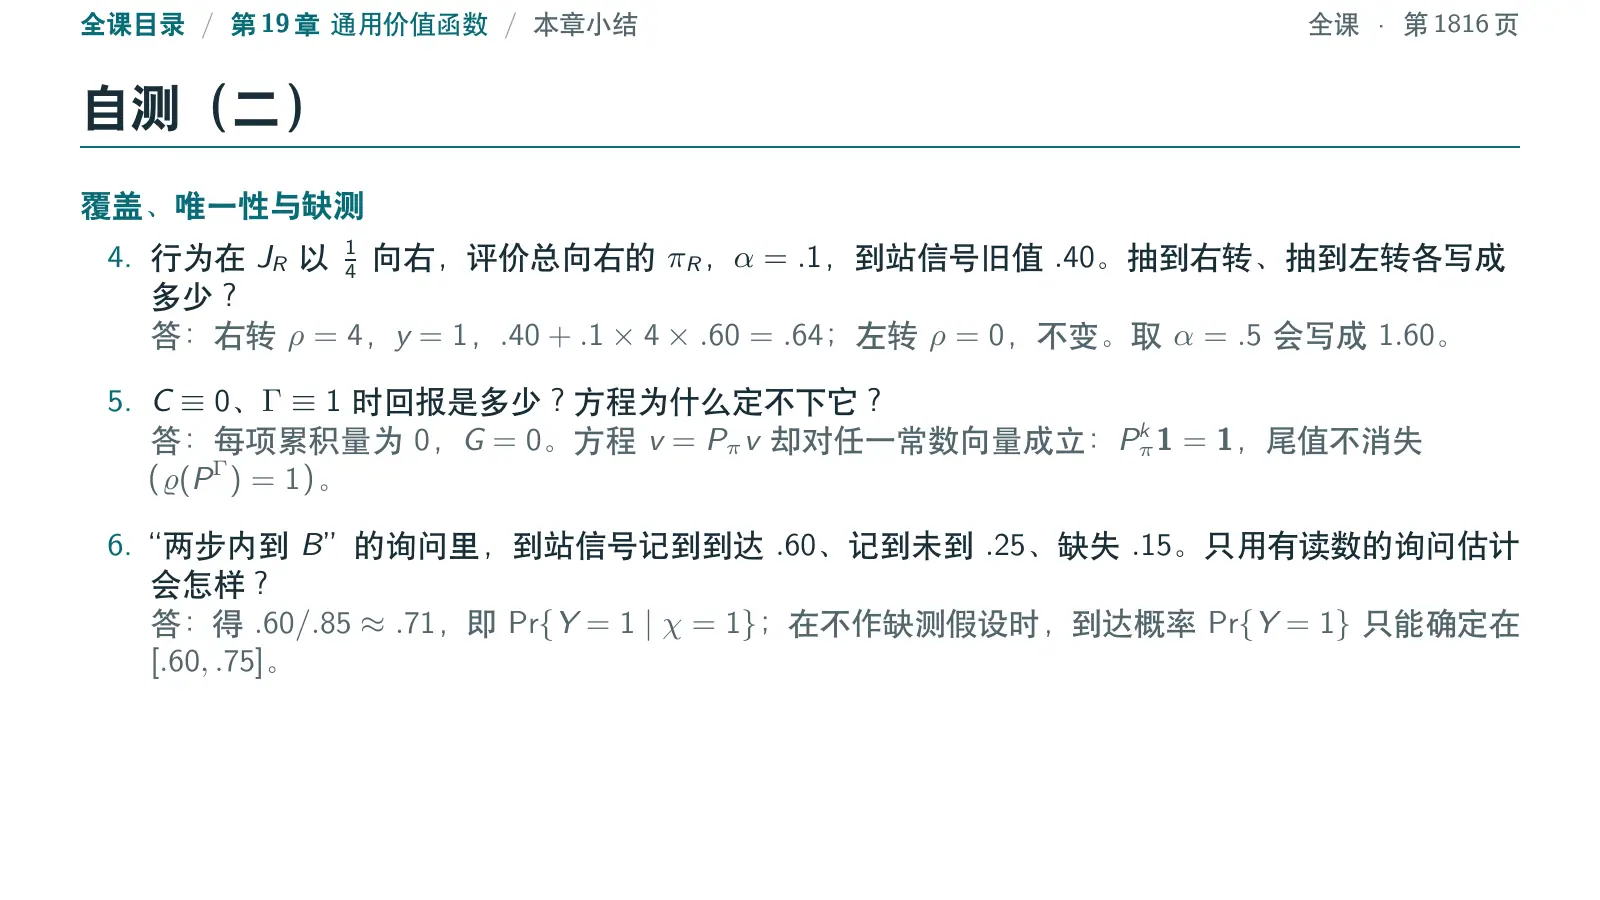 全课目录 / 第19章 通用价值函数 / 本章小结
全课 · 第1816页
自测（二）
覆盖、唯一性与缺测
4. 行为在 J_R 以 1/4 向右，评价总向右的 π_R，α = .1，到站信号旧值 .40。抽到右转、抽到左转各写成
多少？
答：右转 ρ = 4，y = 1，.40 + .1 × 4 × .60 = .64；左转 ρ = 0，不变。取 α = .5 会写成 1.60。
5. C ≡ 0、Γ ≡ 1 时回报是多少？方程为什么定不下它？
答：每项累积量为 0，G = 0。方程 v = P_π v 却对任一常数向量成立：P_π^k 1 = 1，尾值不消失
(ϱ(P^Γ) = 1)。
6. “两步内到 B” 的询问里，到站信号记到到达 .60、记到未到 .25、缺失 .15。只用有读数的询问估计
会怎样？
答：得 .60/.85 ≈ .71，即 Pr{Y = 1 | χ = 1}；在不作缺测假设时，到达概率 Pr{Y = 1} 只能确定在
[.60, .75]。